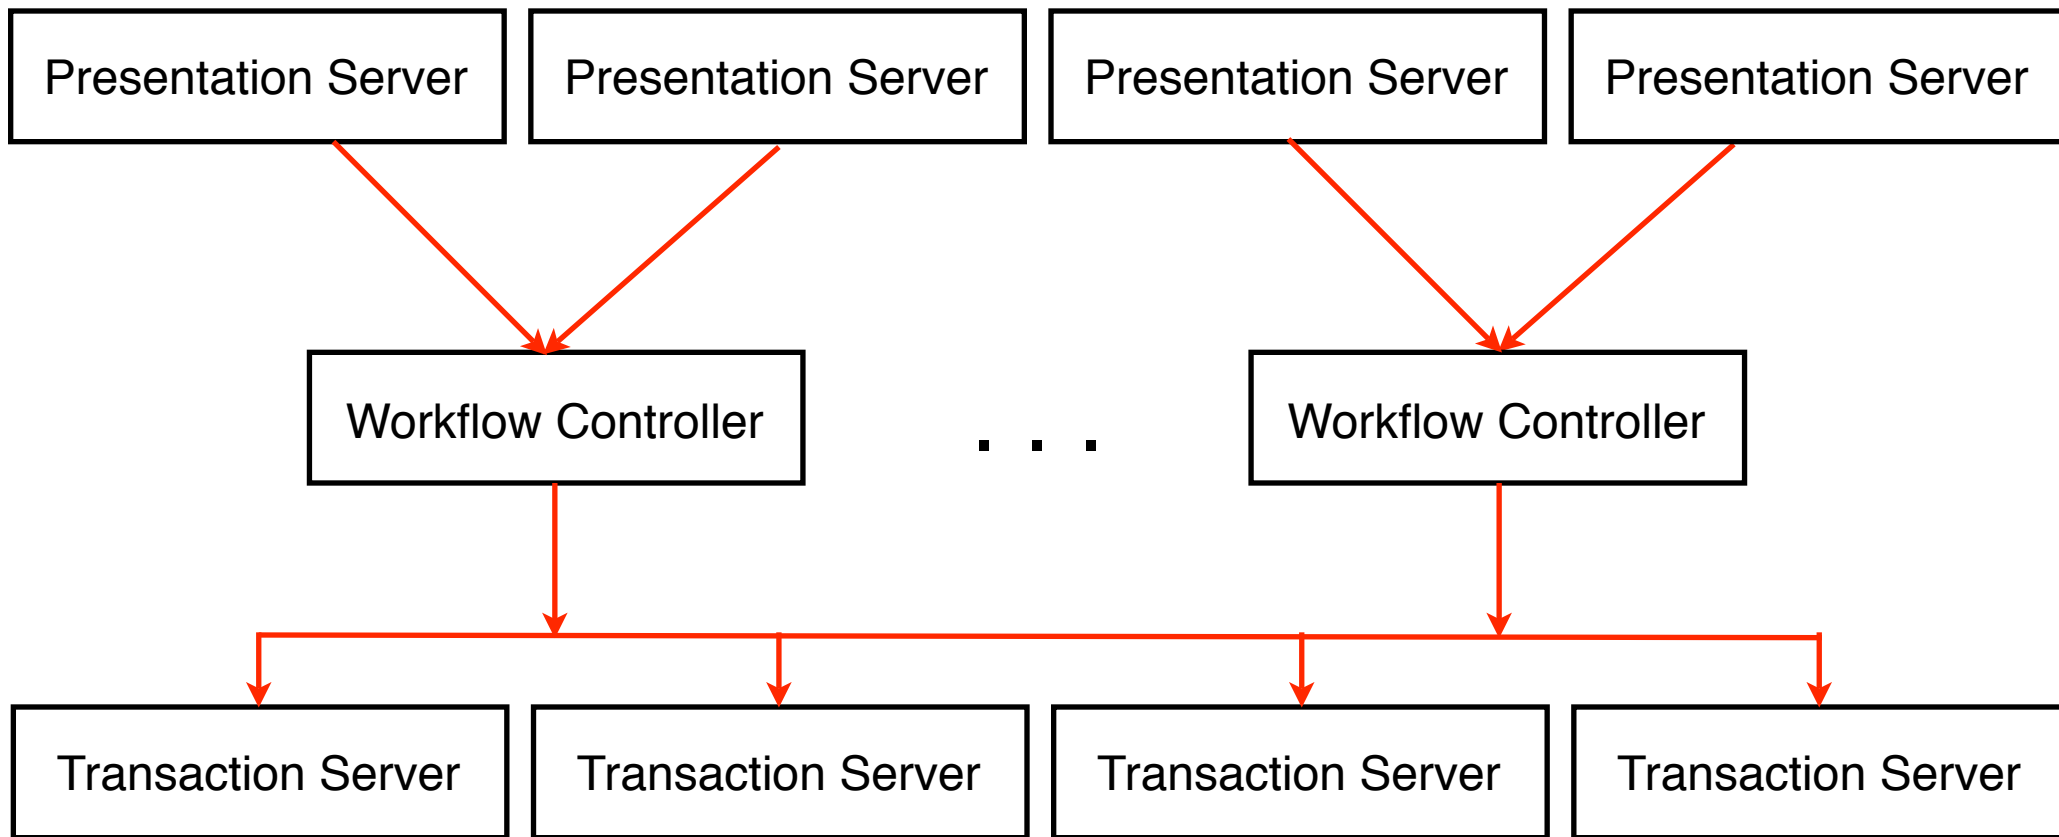 Presentation Server
Presentation Server
Presentation Server
Presentation Server
Workflow Controller
. . .
Workflow Controller
Transaction Server
Transaction Server
Transaction Server
Transaction Server